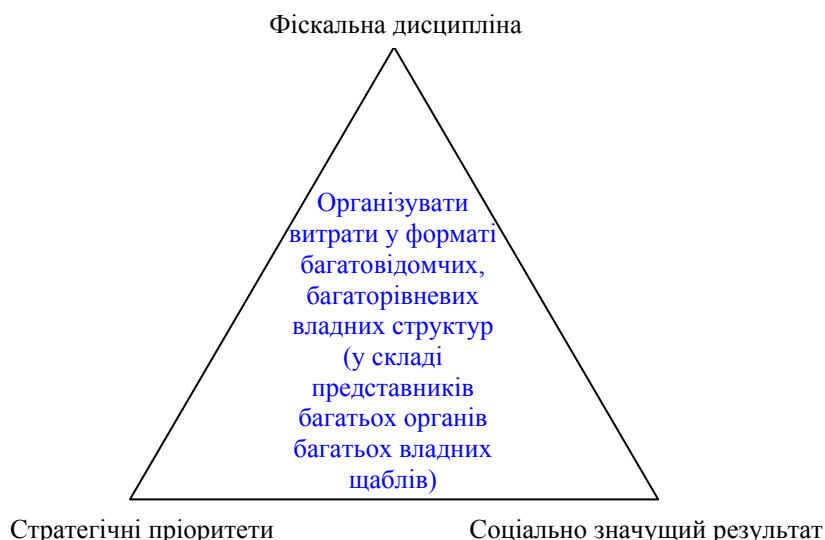 Фіскальна дисципліна
Організувати
витрати у форматі
багатовідомчих,
багаторівневих
владних структур
(у складі
представників
багатьох органів
багатьох владних
щаблів)
Стратегічні пріоритети
Соціально значущий результат